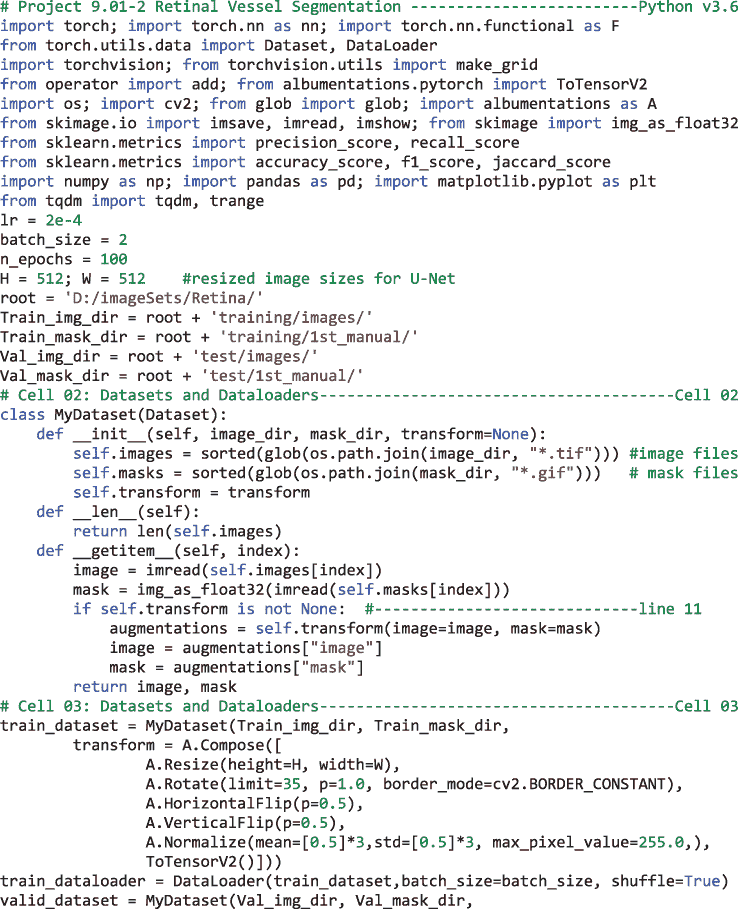 # Project 9.01-2 Retinal Vessel Segmentation -------------------------Python v3.6
import torch; import torch.nn as nn; import torch.nn.functional as F
from torch.utils.data import Dataset, DataLoader
import torchvision; from torchvision.utils import make_grid
from operator import add; from albumentations.pytorch import ToTensorV2
import os; import cv2; from glob import glob; import albumentations as A
from skimage.io import imsave, imread, imshow; from skimage import img_as_float32
from sklearn.metrics import precision_score, recall_score
from sklearn.metrics import accuracy_score, f1_score, jaccard_score
import numpy as np; import pandas as pd; import matplotlib.pyplot as plt
from tqdm import tqdm, trange
lr = 2e-4
batch_size = 2
n_epochs = 100
H = 512; W = 512    #resized image sizes for U-Net
root = 'D:/imageSets/Retina/'
Train_img_dir = root + 'training/images/'
Train_mask_dir = root + 'training/1st_manual/'
Val_img_dir = root + 'test/images/'
Val_mask_dir = root + 'test/1st_manual/'
# Cell 02: Datasets and Dataloaders---------------------------------------Cell 02
class MyDataset(Dataset):
    def __init__(self, image_dir, mask_dir, transform=None):
        self.images = sorted(glob(os.path.join(image_dir, "*.tif"))) #image files
        self.masks = sorted(glob(os.path.join(mask_dir, "*.gif")))   # mask files
        self.transform = transform
    def __len__(self):
        return len(self.images)
    def __getitem__(self, index):
        image = imread(self.images[index])
        mask = img_as_float32(imread(self.masks[index]))
        if self.transform is not None:  #-----------------------------line 11
            augmentations = self.transform(image=image, mask=mask)
            image = augmentations["image"]
            mask = augmentations["mask"]
        return image, mask
# Cell 03: Datasets and Dataloaders---------------------------------------Cell 03
train_dataset = MyDataset(Train_img_dir, Train_mask_dir,
        transform = A.Compose([
                A.Resize(height=H, width=W),
                A.Rotate(limit=35, p=1.0, border_mode=cv2.BORDER_CONSTANT),
                A.HorizontalFlip(p=0.5),
                A.VerticalFlip(p=0.5),
                A.Normalize(mean=[0.5]*3,std=[0.5]*3, max_pixel_value=255.0,),
                ToTensorV2()]))
train_dataloader = DataLoader(train_dataset,batch_size=batch_size, shuffle=True)
valid_dataset = MyDataset(Val_img_dir, Val_mask_dir,